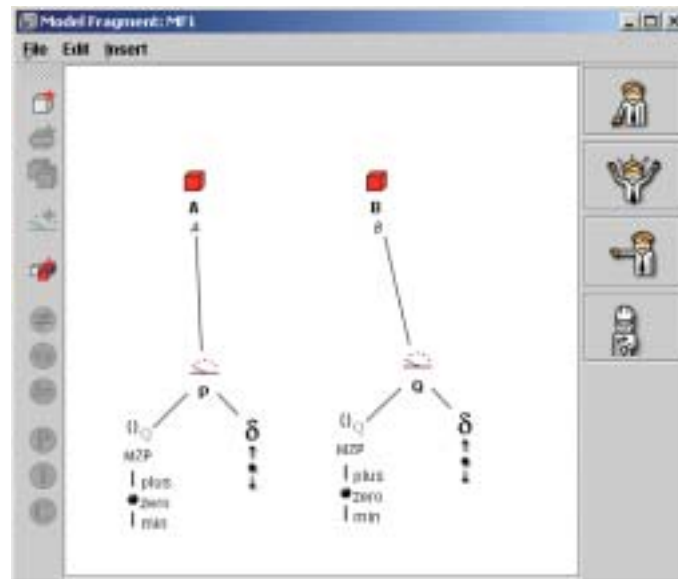 Model Fragment: MF1
File Edit Insert
A B
A B
P Q
()Q δ ()Q δ
MZP MZP
plus plus
zero zero
min min